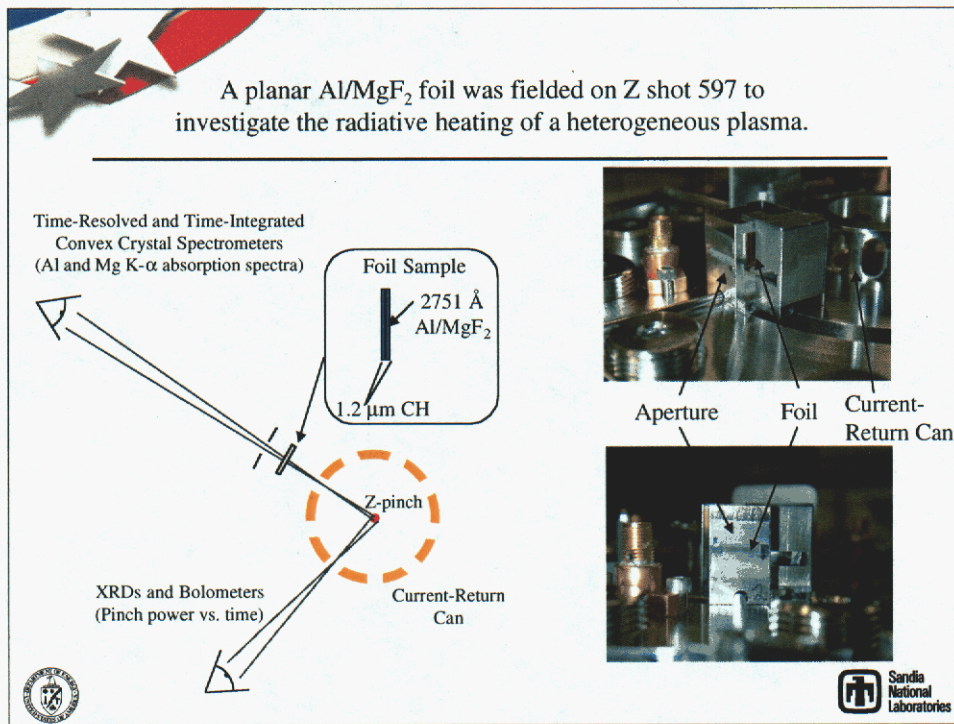 A planar Al/MgF₂ foil was fielded on Z shot 597 to
investigate the radiative heating of a heterogeneous plasma.
Time-Resolved and Time-Integrated
Convex Crystal Spectrometers
(Al and Mg K-α absorption spectra)
Foil Sample
2751 Å
Al/MgF₂
1.2 μm CH
Z-pinch
XRDs and Bolometers
(Pinch power vs. time)
Current-Return
Can
Aperture
Foil
Current-
Return Can
Sandia
National
Laboratories